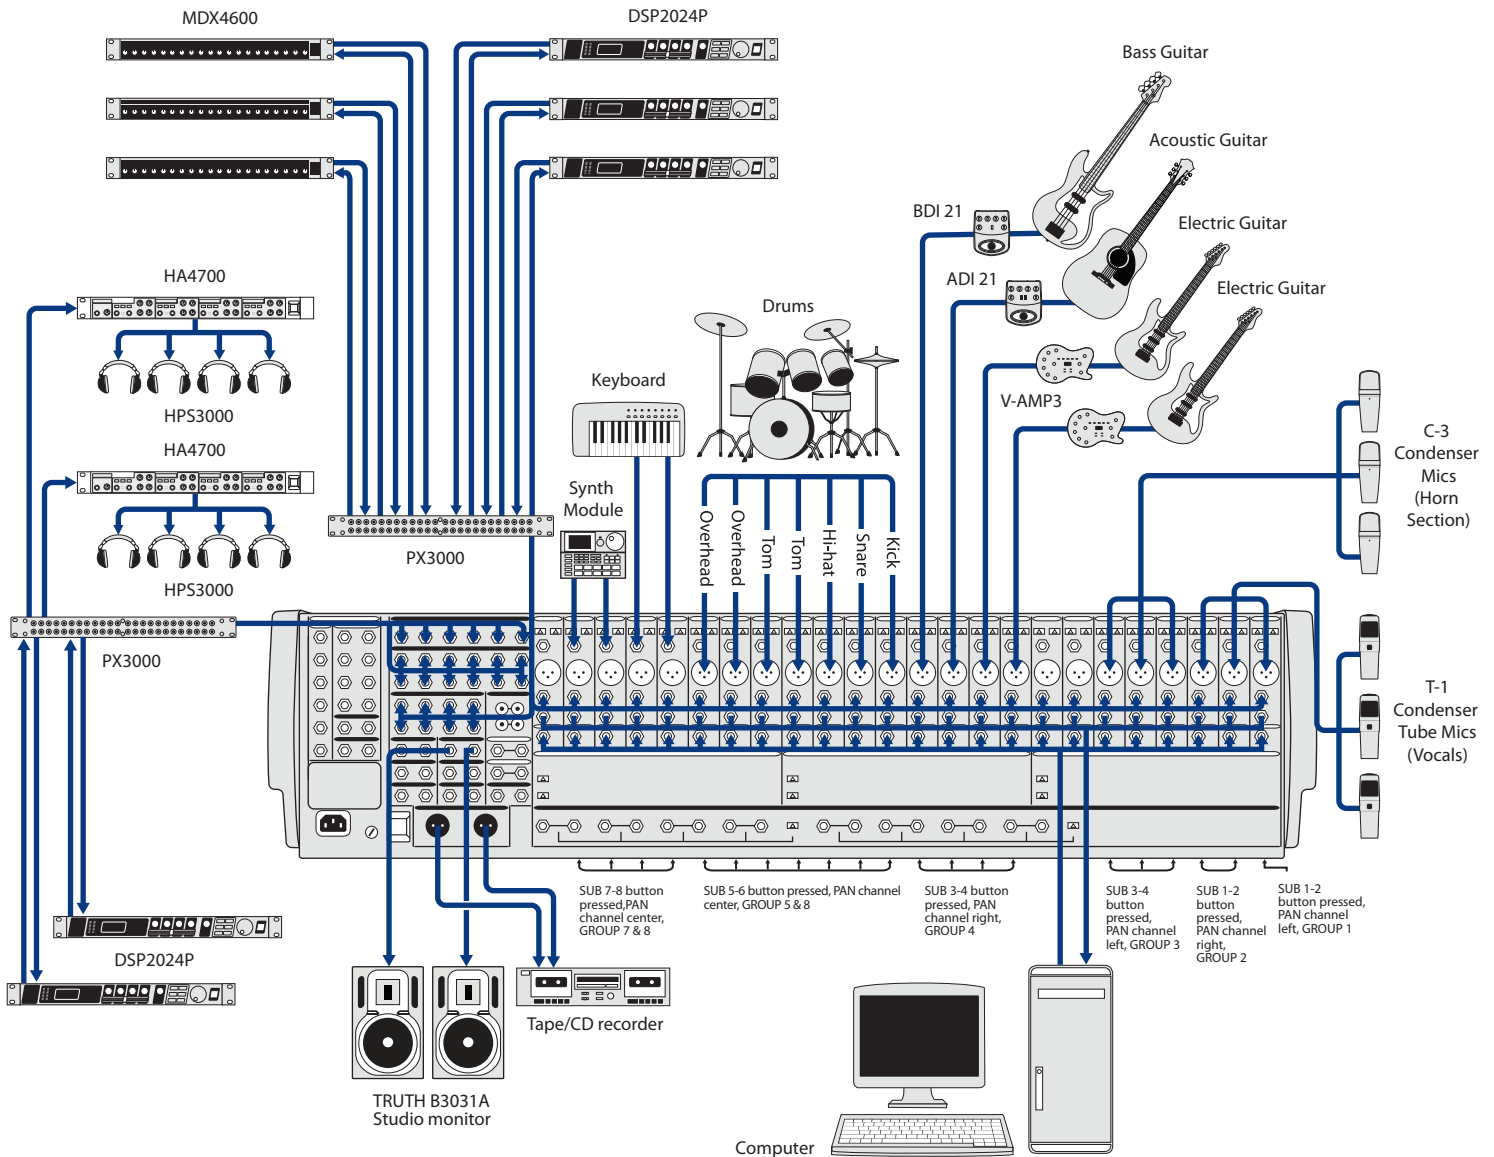 MDX4600
DSP2024P
Bass Guitar
Acoustic Guitar
BDI 21
Electric Guitar
ADI 21
Electric Guitar
HA4700
Drums
Keyboard
V-AMP3
HPS3000
HA4700
C-3
Condenser
Mics
(Horn
Section)
Synth
Module
Overhead
Overhead
Tom
Tom
Hi-hat
Snare
Kick
PX3000
HPS3000
PX3000
T-1
Condenser
Tube Mics
(Vocals)
SUB 7-8 button
pressed,PAN
channel center,
GROUP 7 & 8
SUB 5-6 button pressed, PAN channel
center, GROUP 5 & 8
SUB 3-4 button
pressed, PAN
channel right,
GROUP 4
SUB 3-4
button
pressed,
PAN channel
left, GROUP 3
SUB 1-2
button
pressed,
PAN channel
right,
GROUP 2
SUB 1-2
button pressed,
PAN channel
left, GROUP 1
DSP2024P
Tape/CD recorder
TRUTH B3031A
Studio monitor
Computer